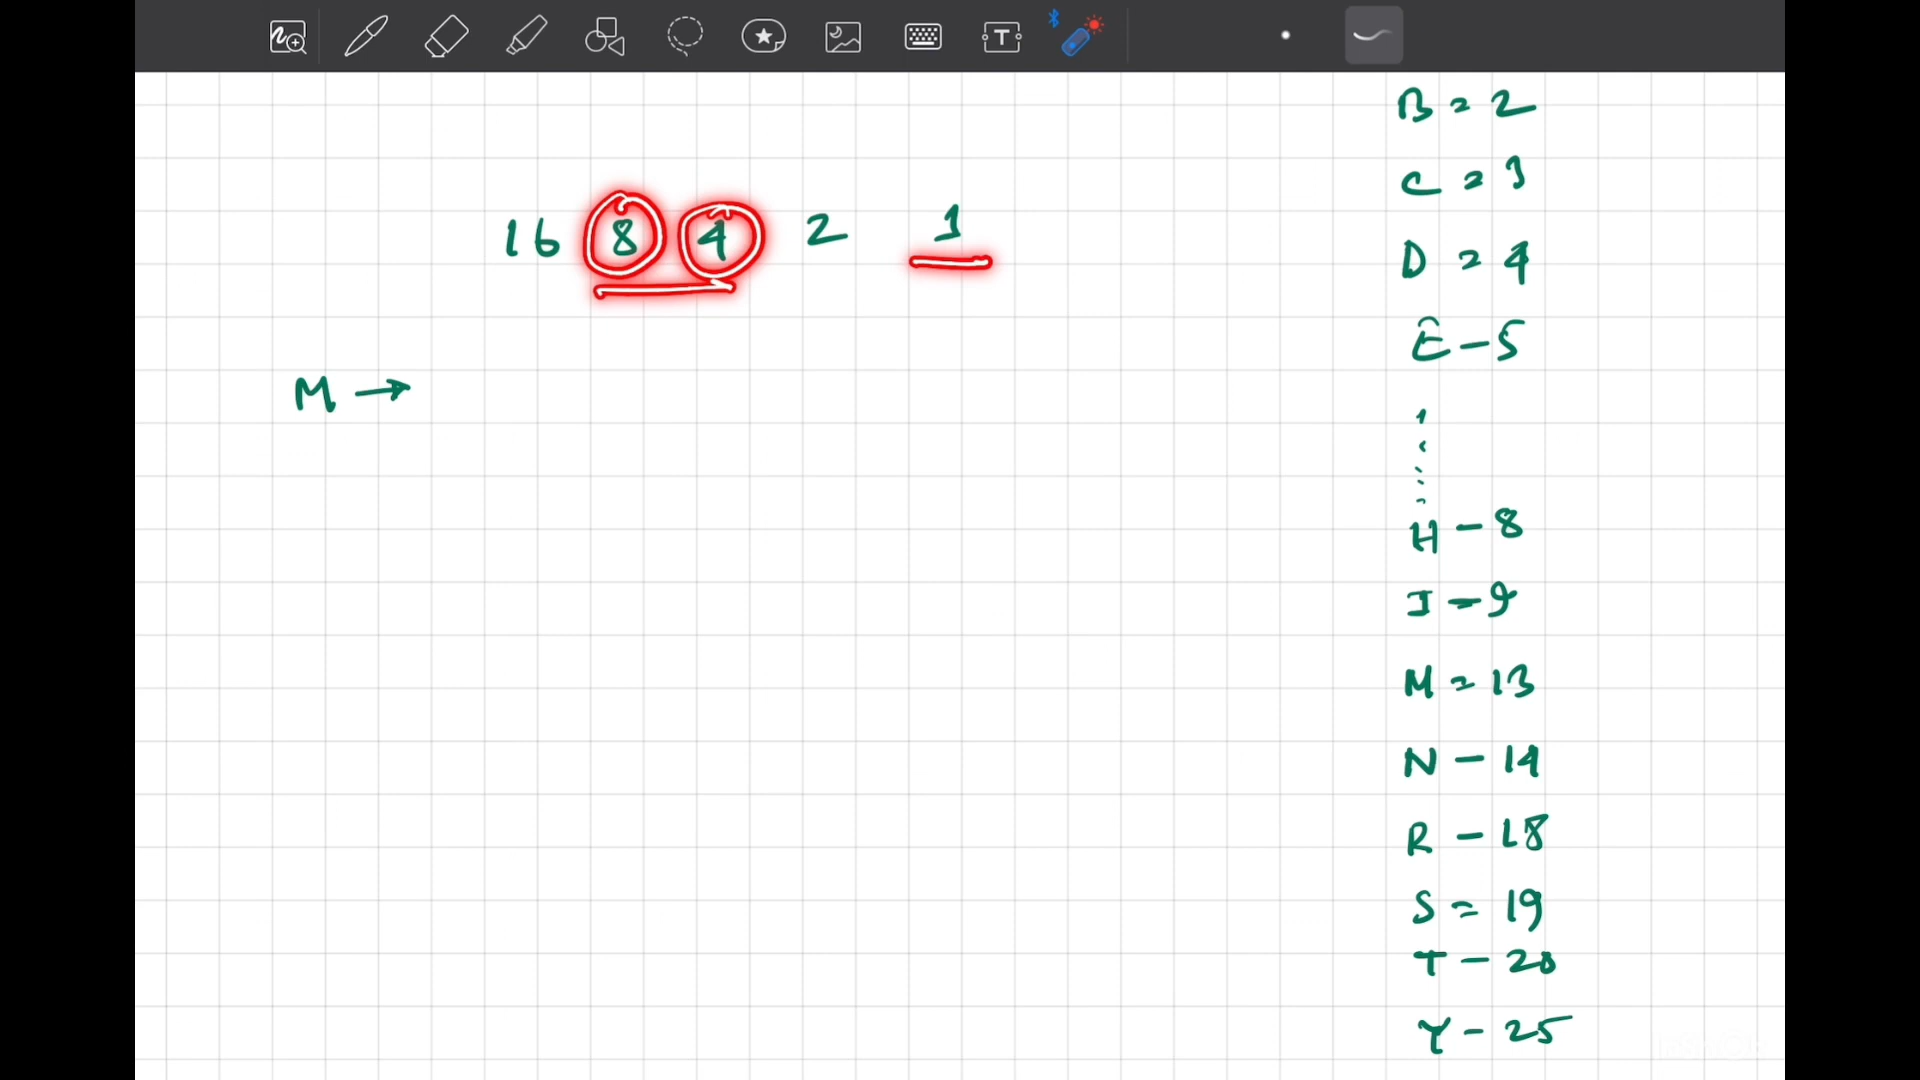 B = 2
C = 3
16 8 4 2 1
D = 4
E - 5
M →
H - 8
I - 9
M = 13
N - 14
R - 18
S = 19
T - 20
Y - 25